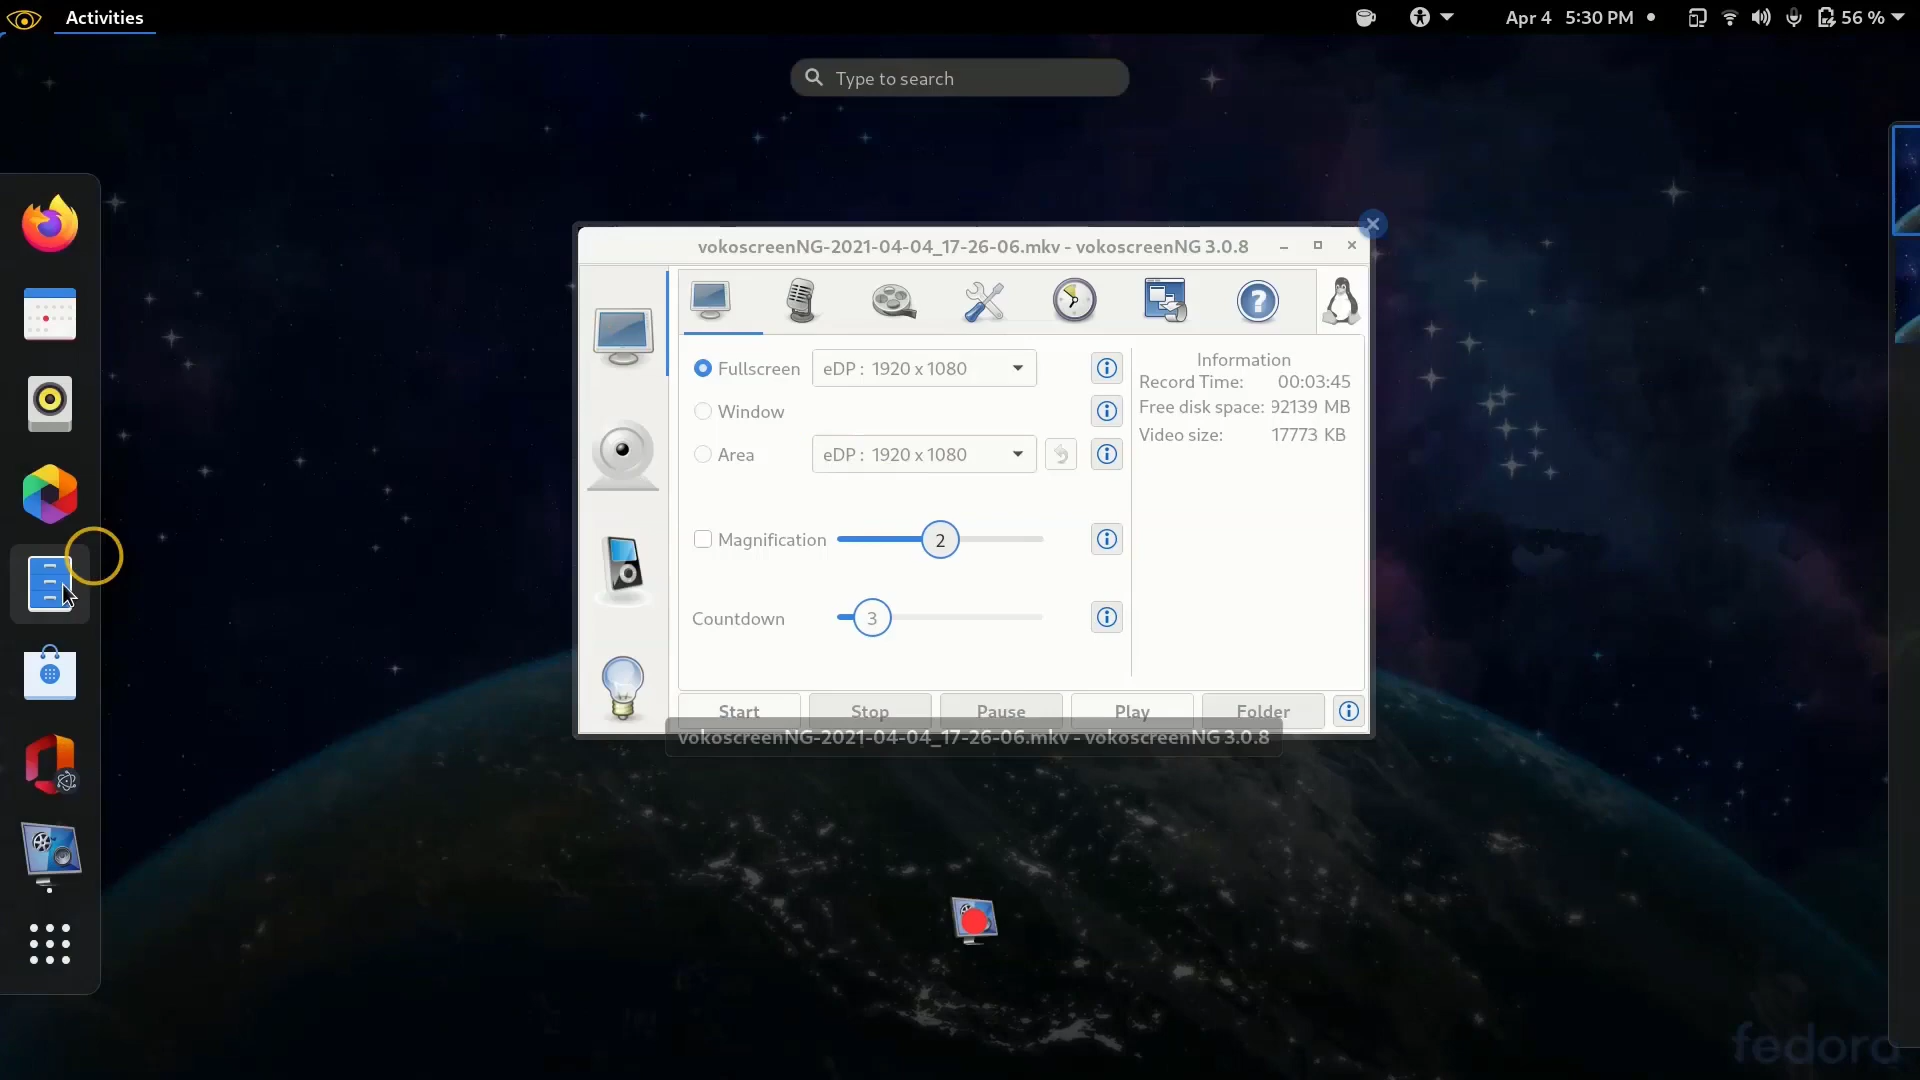 Activities
Apr 4 5:30 PM
56 %
Type to search
vokoscreenNG-2021-04-04_17-26-06.mkv - vokoscreenNG 3.0.8
Fullscreen
eDP : 1920 x 1080
Window
Area
eDP : 1920 x 1080
Magnification
2
Countdown
3
Information
Record Time: 00:03:45
Free disk space: 92139 MB
Video size: 17773 KB
Start
Stop
Pause
Play
Folder
vokoscreenNG-2021-04-04_17-26-06.mkv - vokoscreenNG 3.0.8
fedora